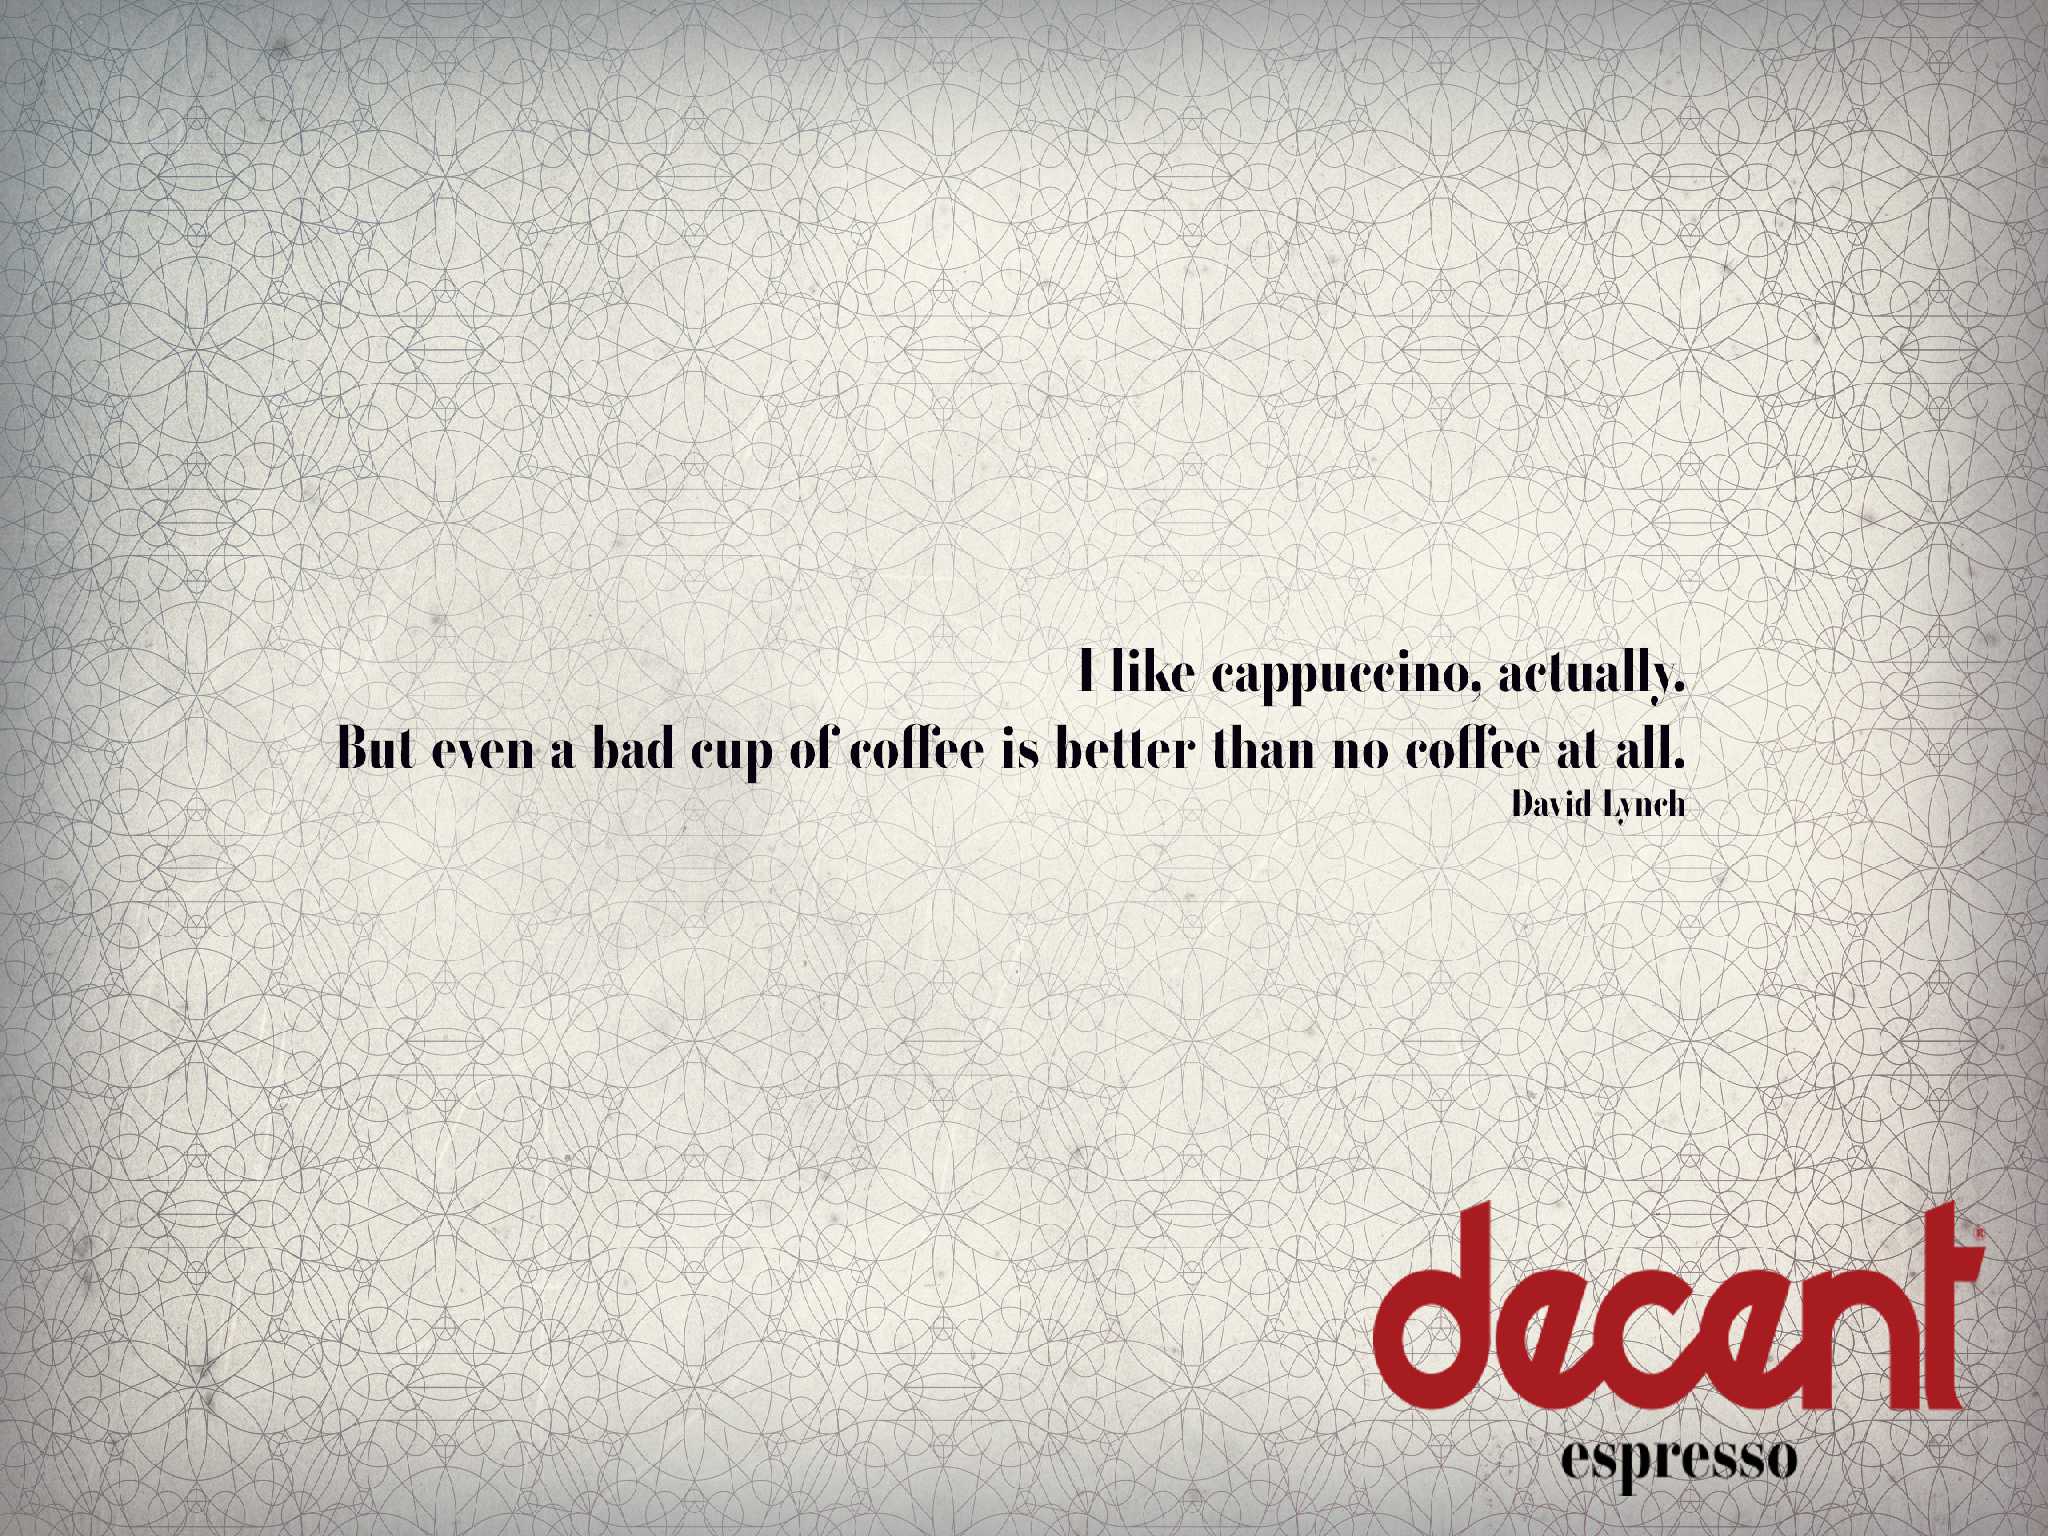 I like cappuccino, actually.
But even a bad cup of coffee is better than no coffee at all.
David Lynch
decent®
espresso